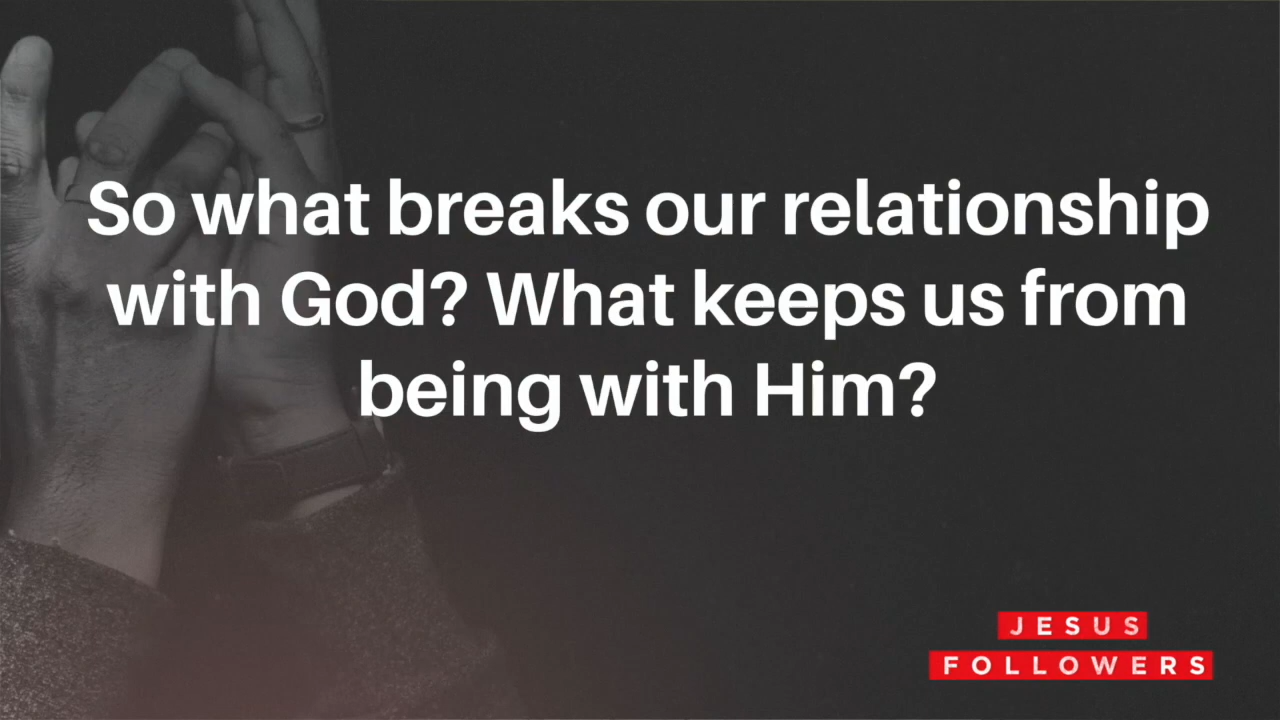 So what breaks our relationship
with God? What keeps us from
being with Him?
JESUS
FOLLOWERS